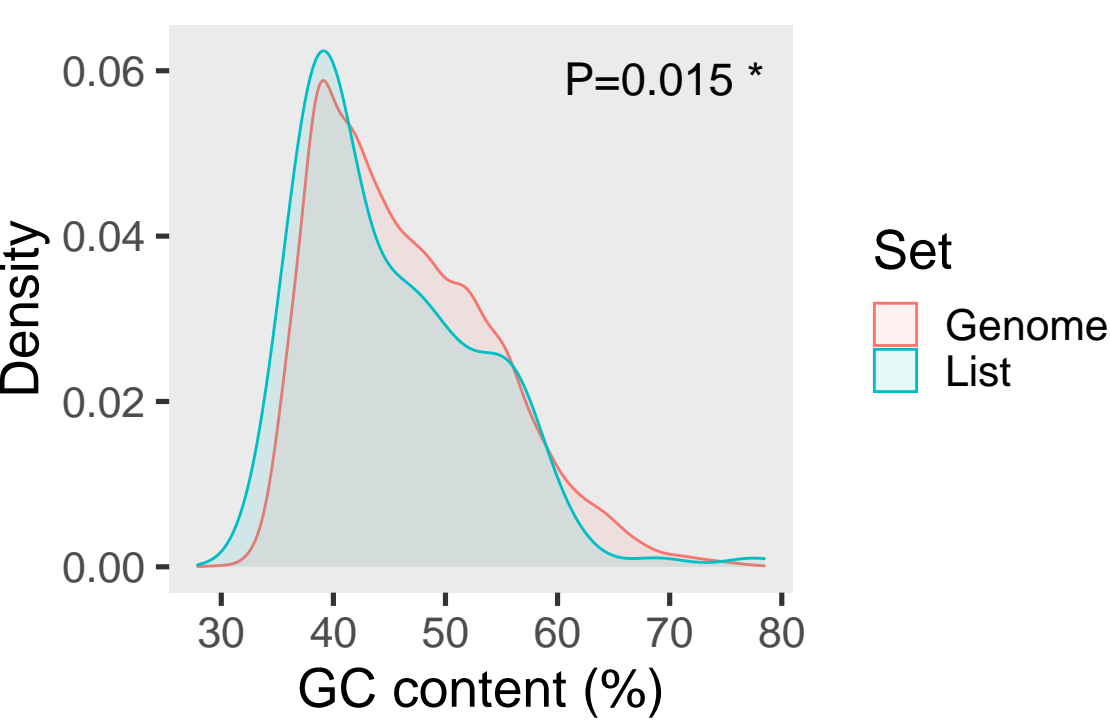 P=0.015 *
Density
0.06
0.04
0.02
0.00
30 40 50 60 70 80
GC content (%)
Set
Genome
List